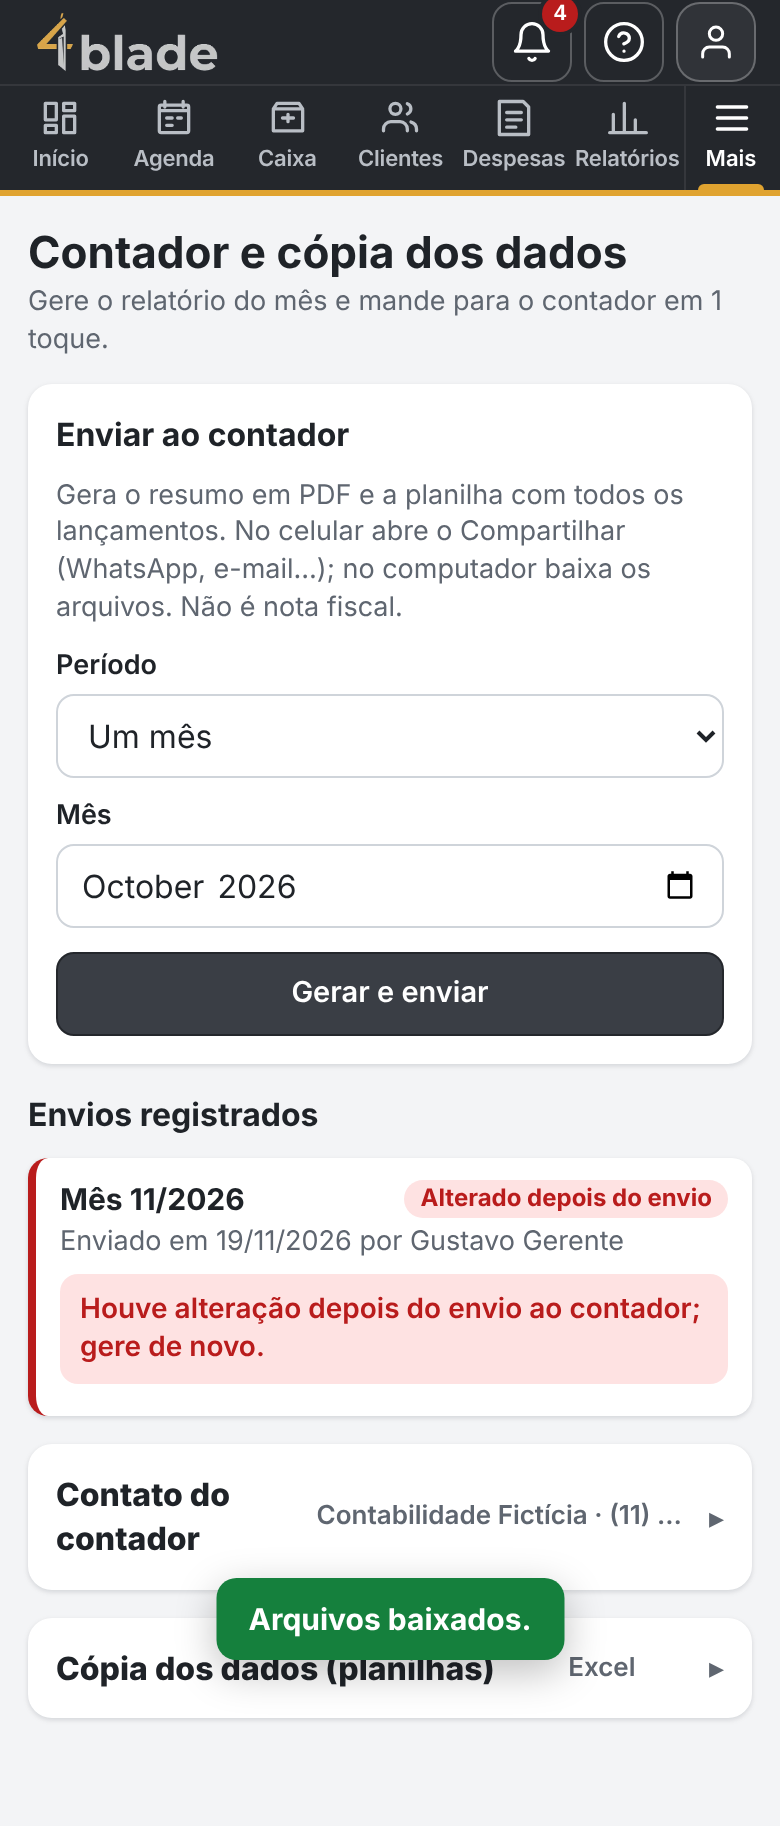 4blade
4
Início
Agenda
Caixa
Clientes
Despesas
Relatórios
Mais
Contador e cópia dos dados
Gere o relatório do mês e mande para o contador em 1
toque.
Enviar ao contador
Gera o resumo em PDF e a planilha com todos os
lançamentos. No celular abre o Compartilhar
(WhatsApp, e-mail...); no computador baixa os
arquivos. Não é nota fiscal.
Período
Um mês
Mês
October 2026
Gerar e enviar
Envios registrados
Mês 11/2026
Alterado depois do envio
Enviado em 19/11/2026 por Gustavo Gerente
Houve alteração depois do envio ao contador;
gere de novo.
Contato do
contador
Contabilidade Fictícia · (11) ...
Arquivos baixados.
Cópia dos dados (planilhas)
Excel